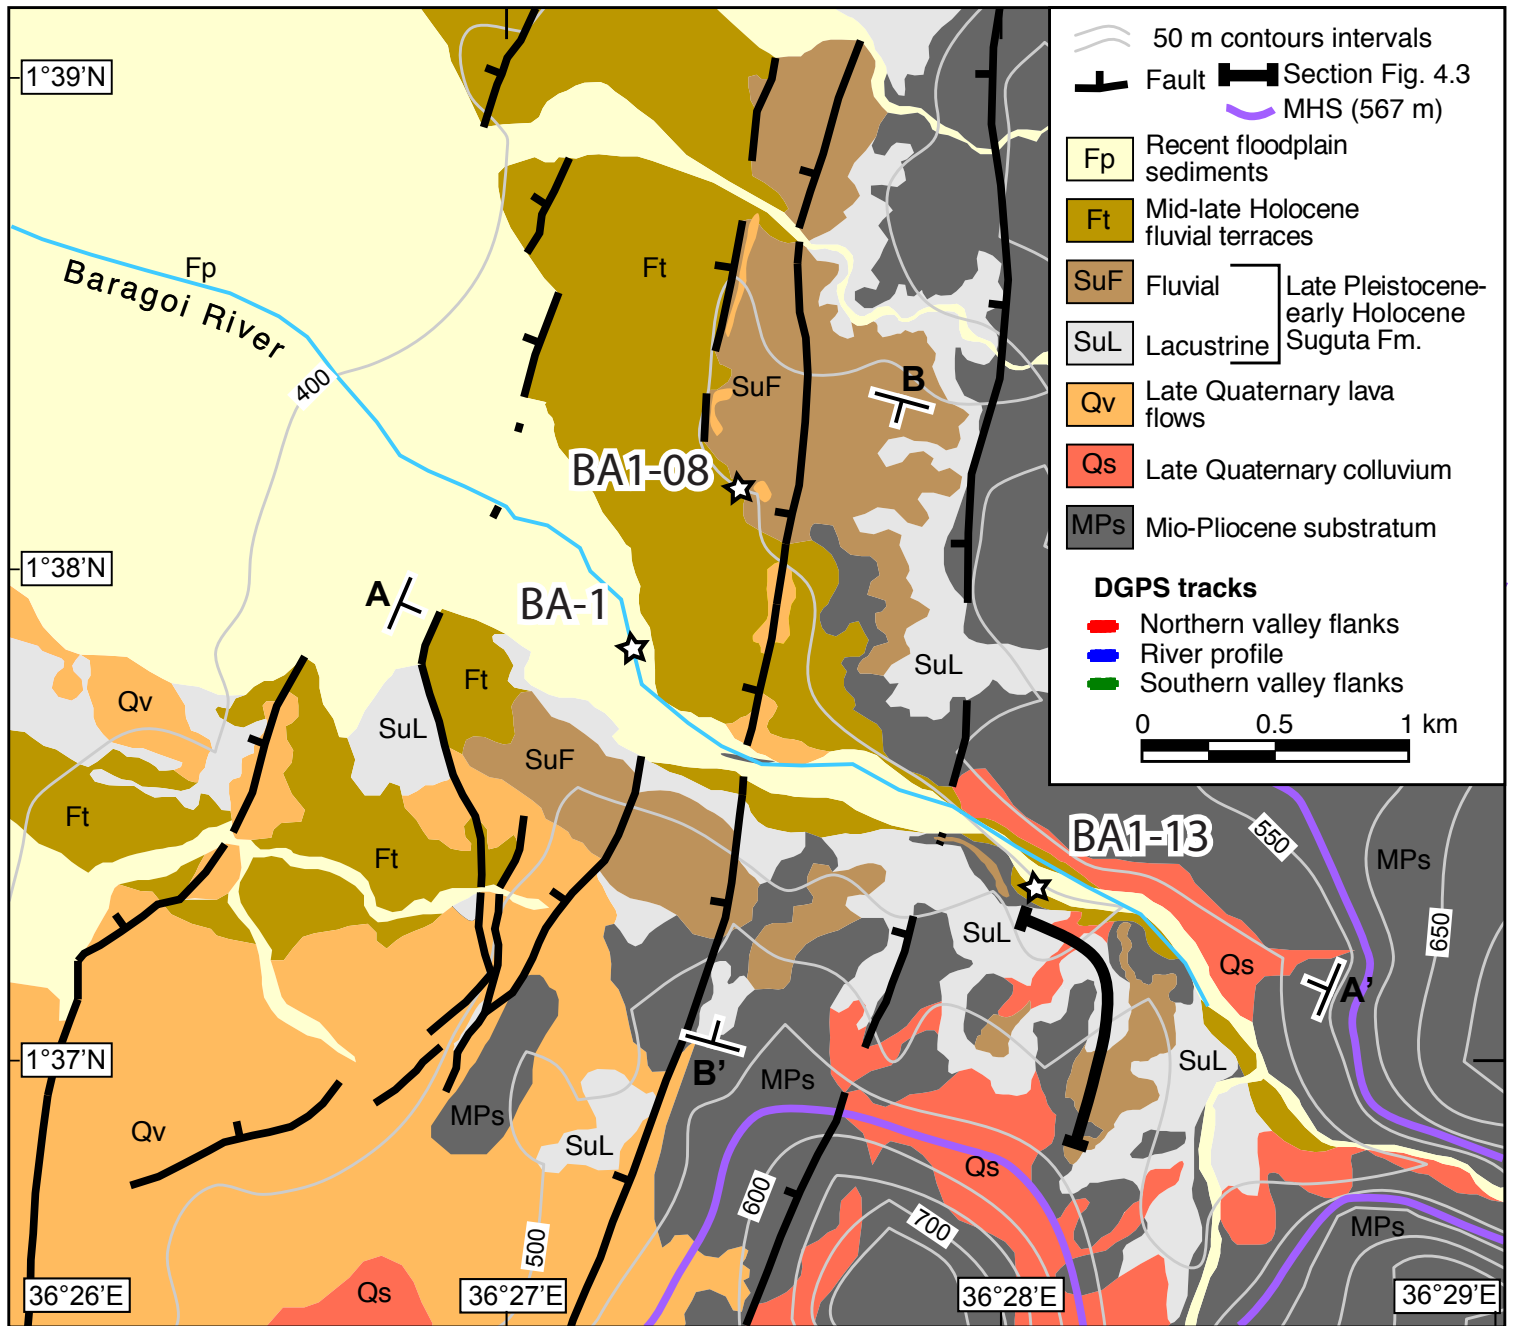 50 m contours intervals
Fault
Section Fig. 4.3
MHS (567 m)
Fp
Recent floodplain
sediments
Ft
Mid-late Holocene
fluvial terraces
SuF
Fluvial
SuL
Lacustrine
Late Pleistocene-
early Holocene
Suguta Fm.
Qv
Late Quaternary lava
flows
Qs
Late Quaternary colluvium
MPs
Mio-Pliocene substratum
DGPS tracks
Northern valley flanks
River profile
Southern valley flanks
0 0.5 1 km
1°39'N
Fp
Baragoi River
Ft
400
SuF
B
BA1-08
1°38'N
A
BA-1
SuL
Ft
Qv
SuL
SuF
Ft
Ft
BA1-13
550
MPs
650
SuL
Qs
A'
1°37'N
B'
MPs
SuL
MPs
Qv
SuL
Qs
600
700
MPs
500
Qs
36°26'E
36°27'E
36°28'E
36°29'E